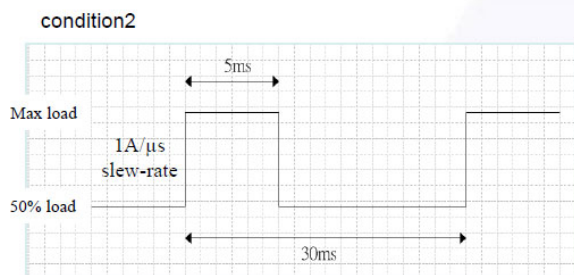 condition2
5ms
Max load
1A/µs
slew-rate
50% load
30ms